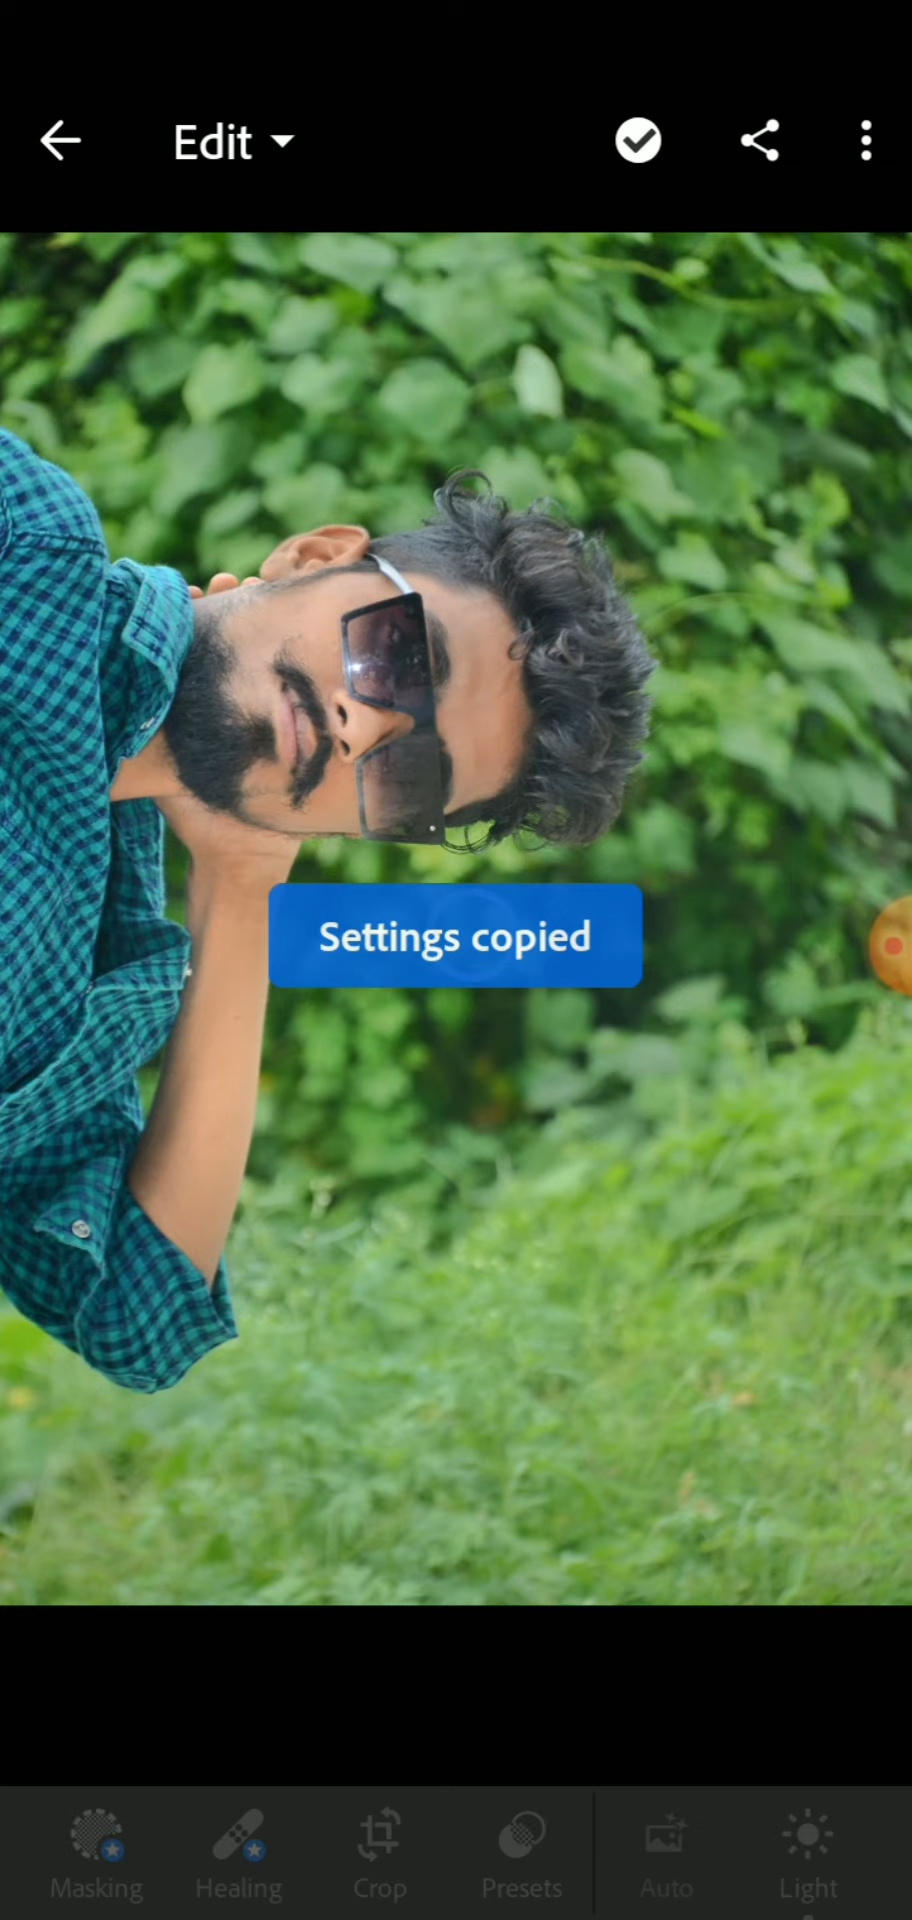 Edit
Settings copied
Masking
Healing
Crop
Presets
Auto
Light